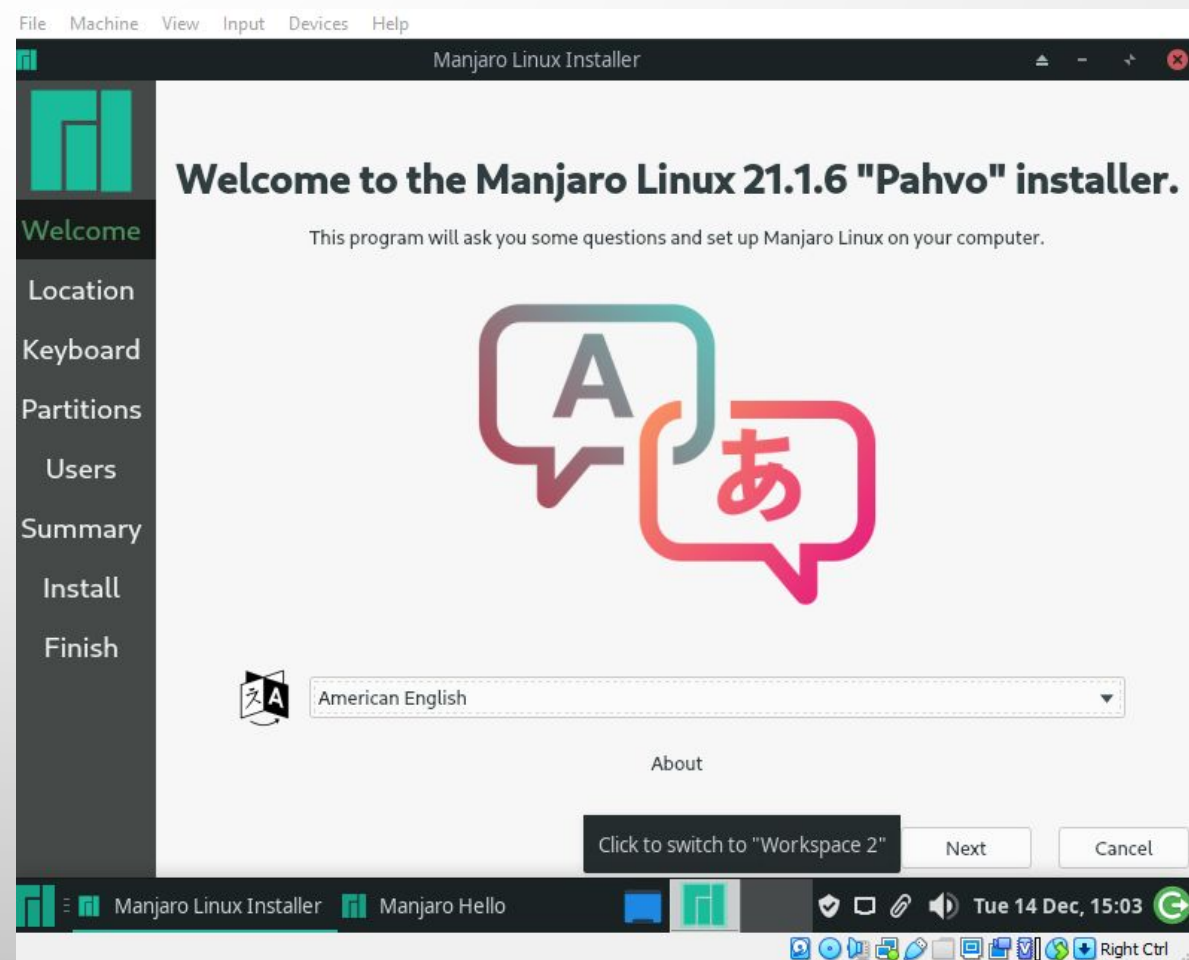 File Machine View Input Devices Help
Manjaro Linux Installer
Welcome to the Manjaro Linux 21.1.6 "Pahvo" installer.
This program will ask you some questions and set up Manjaro Linux on your computer.
Welcome
Location
Keyboard
Partitions
Users
Summary
Install
Finish
A
あ
え A
American English
About
Click to switch to "Workspace 2"
Next
Cancel
Manjaro Linux Installer
Manjaro Hello
Tue 14 Dec, 15:03
Right Ctrl